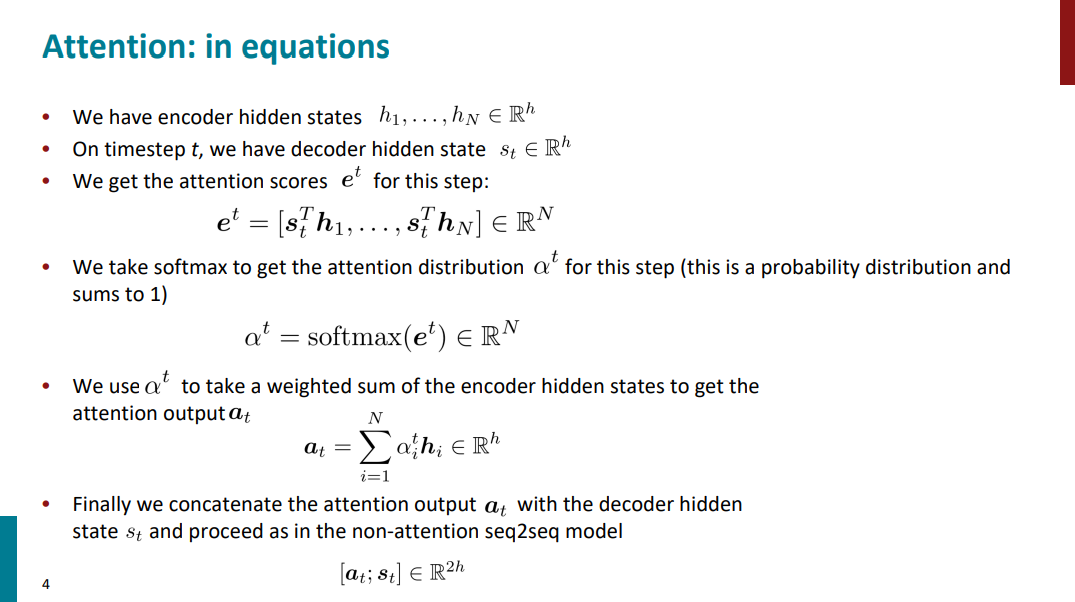 Attention: in equations
• We have encoder hidden states $h_1, \ldots, h_N \in \mathbb{R}^h$
• On timestep t, we have decoder hidden state $s_t \in \mathbb{R}^h$
• We get the attention scores $\boldsymbol{e}^t$ for this step:
$\boldsymbol{e}^t = [\boldsymbol{s}_t^T \boldsymbol{h}_1, \ldots, \boldsymbol{s}_t^T \boldsymbol{h}_N] \in \mathbb{R}^N$
• We take softmax to get the attention distribution $\alpha^t$ for this step (this is a probability distribution and
sums to 1)
$\alpha^t = \text{softmax}(\boldsymbol{e}^t) \in \mathbb{R}^N$
• We use $\alpha^t$ to take a weighted sum of the encoder hidden states to get the
attention output $\boldsymbol{a}_t$
$\boldsymbol{a}_t = \sum_{i=1}^{N} \alpha_i^t \boldsymbol{h}_i \in \mathbb{R}^h$
• Finally we concatenate the attention output $\boldsymbol{a}_t$ with the decoder hidden
state $s_t$ and proceed as in the non-attention seq2seq model
$[\boldsymbol{a}_t; \boldsymbol{s}_t] \in \mathbb{R}^{2h}$
4